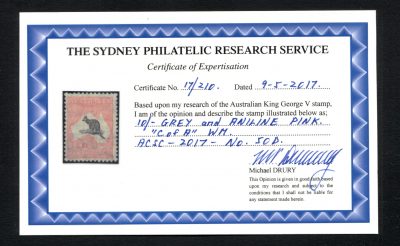 THE SYDNEY PHILATELIC RESEARCH SERVICE
Certificate of Expertisation
Certificate No. 17/210. Dated 9-5-2017.
Based upon my research of the Australian King George V stamp,
I am of the opinion and describe the stamp illustrated below as:
10/- GREY and ANILINE PINK.
"C of A" WM.
ACSC-2017- No. 50D.
Michael DRURY
This Opinion is given in good faith based
upon my research and subject to the
conditions that I shall not be liable for
any statement made herein.